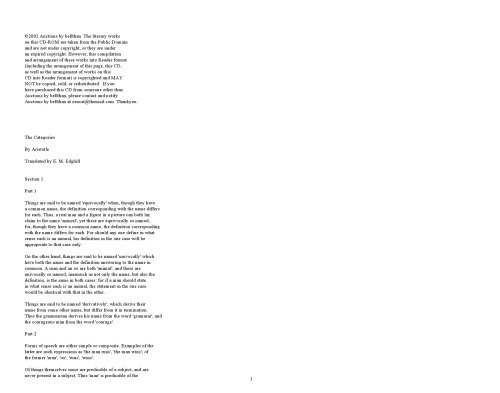 ©2002 Auctions by bellthna. The literary works
on this CD-ROM are taken from the Public Domain
and are not under copyright, or they are under
an expired copyright. However, this compilation
and arrangement of these works into Reader format
(including the arrangement of this page, this CD,
as well as the arrangement of works on this
CD into Reader format) is copyrighted and MAY
NOT be copied, sold, or redistributed. If you
have purchased this CD from someone other than
Auctions by bellthna, please contact and notify
Auctions by bellthna at
The Categories
By Aristotle
Translated by E. M. Edghill
Section 1
Part 1
Things are said to be named 'equivocally' when, though they have
a common name, the definition corresponding with the name differs
for each. Thus, a real man and a figure in a picture can both lay
claim to the name 'animal'; yet these are equivocally so named,
for, though they have a common name, the definition corresponding
with the name differs for each. For should any one define in what
sense each is an animal, his definition in the one case will be
appropriate to that case only.
On the other hand, things are said to be named 'univocally' which
have both the name and the definition answering to the name in
common. A man and an ox are both 'animal', and these are
univocally so named, inasmuch as not only the name, but also the
definition, is the same in both cases: for if a man should state
in what sense each is an animal, the statement in the one case
would be identical with that in the other.
Things are said to be named 'derivatively', which derive their
name from some other name, but differ from it in termination.
Thus the grammarian derives his name from the word 'grammar', and
the courageous man from the word 'courage'.
Part 2
Forms of speech are either simple or composite. Examples of the
latter are such expressions as 'the man runs', 'the man wins'; of
the former 'man', 'ox', 'runs', 'wins'.
Of things themselves some are predicable of a subject, and are
never present in a subject. Thus 'man' is predicable of the
1